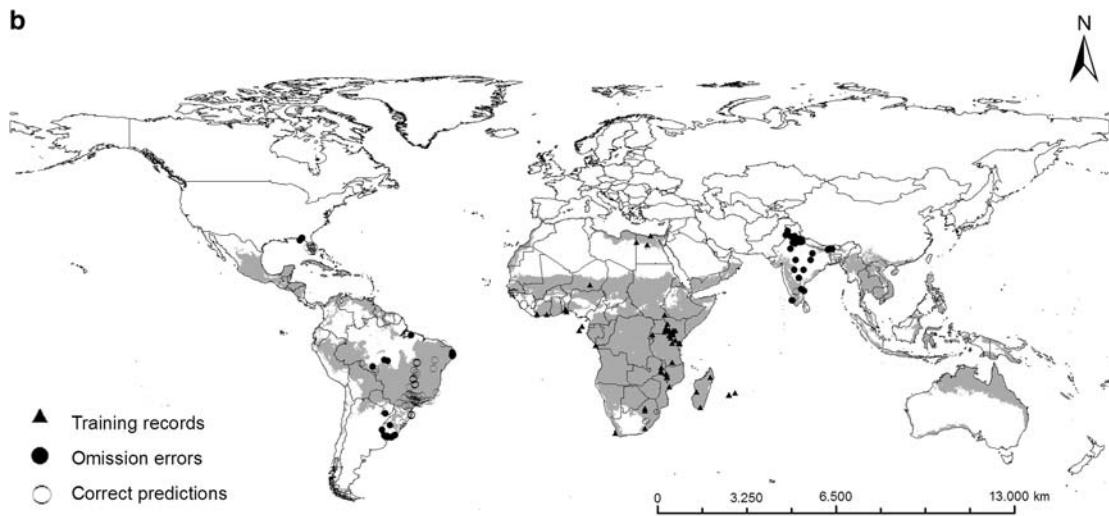 b
N
Training records
Omission errors
Correct predictions
0 3.250 6.500 13.000 km